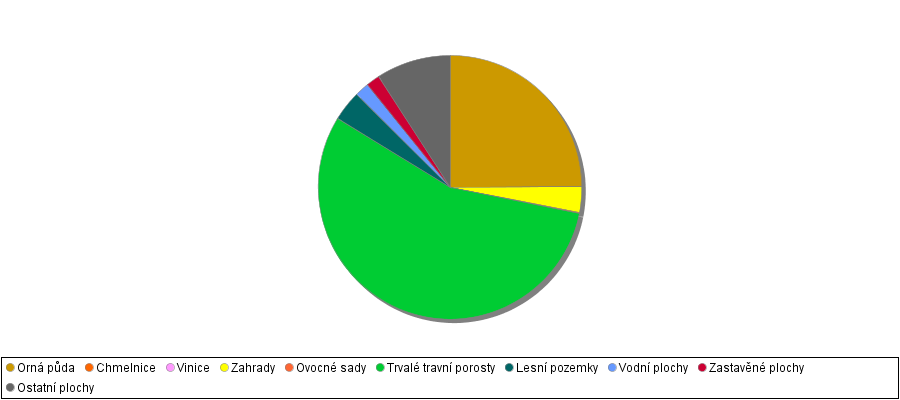 Orná půda Chmelnice Vinice Zahrady Ovocné sady Trvalé travní porosty Lesní pozemky Vodní plochy Zastavěné plochy
Ostatní plochy